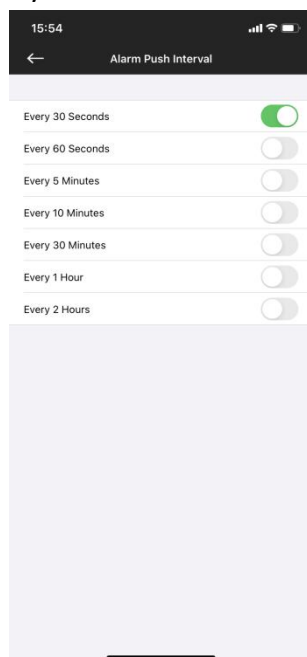 15:54
Alarm Push Interval
Every 30 Seconds
Every 60 Seconds
Every 5 Minutes
Every 10 Minutes
Every 30 Minutes
Every 1 Hour
Every 2 Hours